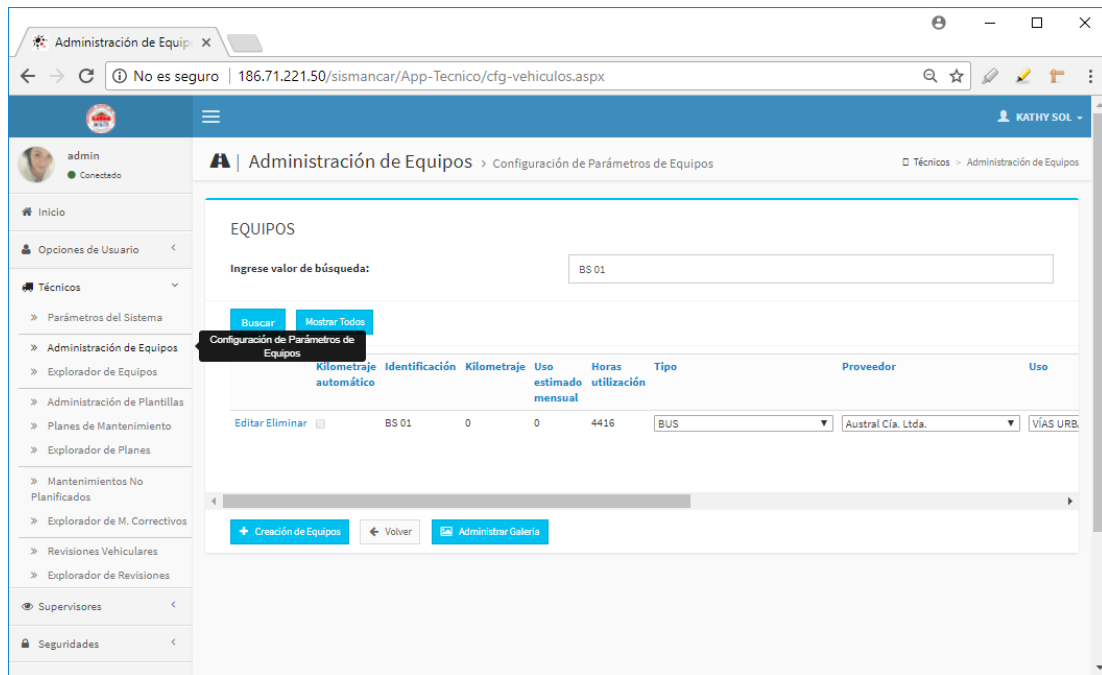 Administración de Equip
No es seguro | 186.71.221.50/sismancar/App-Tecnico/cfg-vehiculos.aspx
KATHY SOL
admin
Conectado
Administración de Equipos > Configuración de Parámetros de Equipos
Técnicos > Administración de Equipos
Inicio
Opciones de Usuario
Técnicos
Parámetros del Sistema
Administración de Equipos
Explorador de Equipos
Administración de Plantillas
Planes de Mantenimiento
Explorador de Planes
Mantenimientos No
Planificados
Explorador de M. Correctivos
Revisiones Vehiculares
Explorador de Revisiones
Supervisores
Seguridades
EQUIPOS
Ingrese valor de búsqueda:
BS 01
Buscar
Mostrar Todos
Configuración de Parámetros de
Equipos
Kilometraje Identificación Kilometraje Uso Horas Tipo Proveedor Uso
automático estimado utilización
mensual
Editar Eliminar BS 01 0 0 4416 BUS Austral Cía. Ltda. VÍAS URB
+ Creación de Equipos
Volver
Administrar Galeria